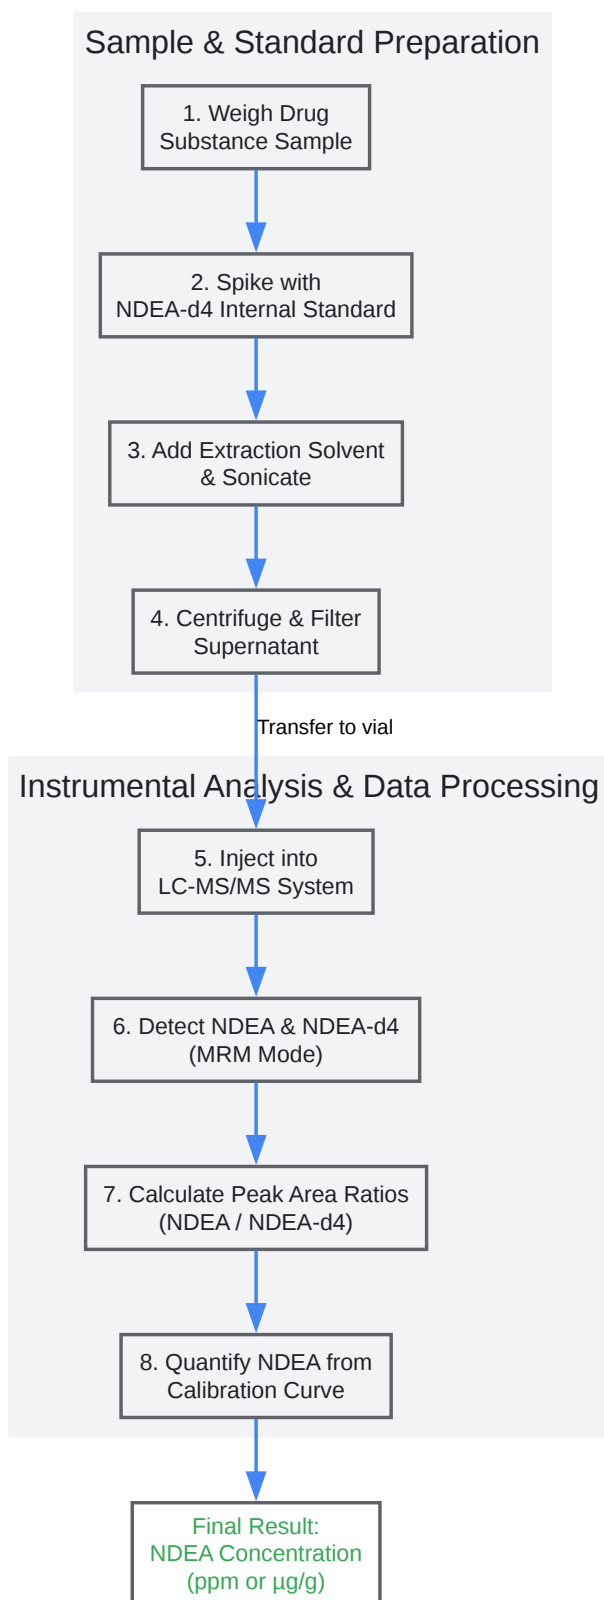 Sample & Standard Preparation
1. Weigh Drug
Substance Sample
2. Spike with
NDEA-d4 Internal Standard
3. Add Extraction Solvent
& Sonicate
4. Centrifuge & Filter
Supernatant
Transfer to vial
Instrumental Analysis & Data Processing
5. Inject into
LC-MS/MS System
6. Detect NDEA & NDEA-d4
(MRM Mode)
7. Calculate Peak Area Ratios
(NDEA / NDEA-d4)
8. Quantify NDEA from
Calibration Curve
Final Result:
NDEA Concentration
(ppm or µg/g)